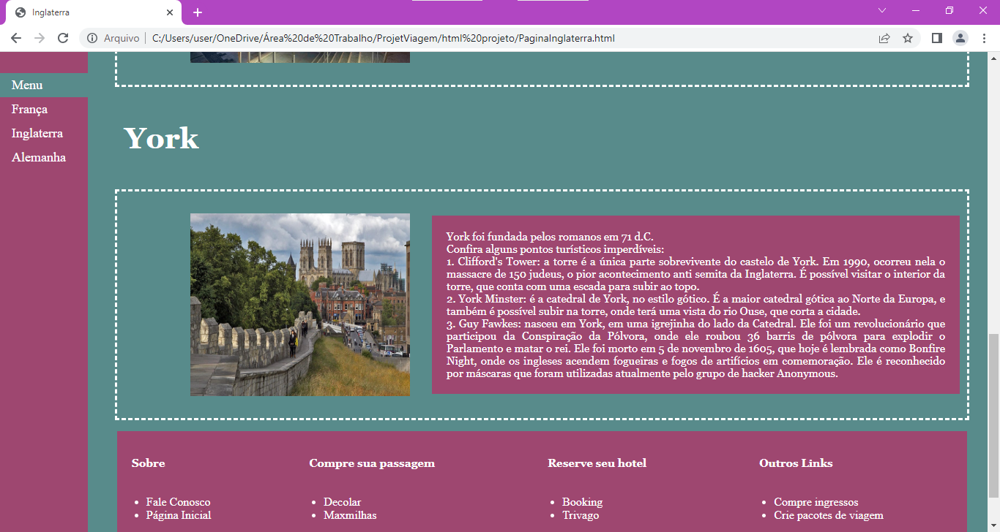 Inglaterra
Arquivo
C:/Users/user/OneDrive/Área%20de%20Trabalho/ProjetViagem/html%20projeto/PaginaInglaterra.html
Menu
França
Inglaterra
Alemanha
York
York foi fundada pelos romanos em 71 d.C.
Confira alguns pontos turísticos imperdíveis:
1. Clifford's Tower: a torre é a única parte sobrevivente do castelo de York. Em 1990, ocorreu nela o
massacre de 150 judeus, o pior acontecimento anti semita da Inglaterra. É possível visitar o interior da
torre, que conta com uma escada para subir ao topo.
2. York Minster: é a catedral de York, no estilo gótico. É a maior catedral gótica ao Norte da Europa, e
também é possível subir na torre, onde terá uma vista do rio Ouse, que corta a cidade.
3. Guy Fawkes: nasceu em York, em uma igrejinha do lado da Catedral. Ele foi um revolucionário que
participou da Conspiração da Pólvora, onde ele roubou 36 barris de pólvora para explodir o
Parlamento e matar o rei. Ele foi morto em 5 de novembro de 1605, que hoje é lembrada como Bonfire
Night, onde os ingleses acendem fogueiras e fogos de artifícios em comemoração. Ele é reconhecido
por máscaras que foram utilizadas atualmente pelo grupo de hacker Anonymous.
Sobre
• Fale Conosco
• Página Inicial
Compre sua passagem
• Decolar
• Maxmilhas
Reserve seu hotel
• Booking
• Trivago
Outros Links
• Compre ingressos
• Crie pacotes de viagem